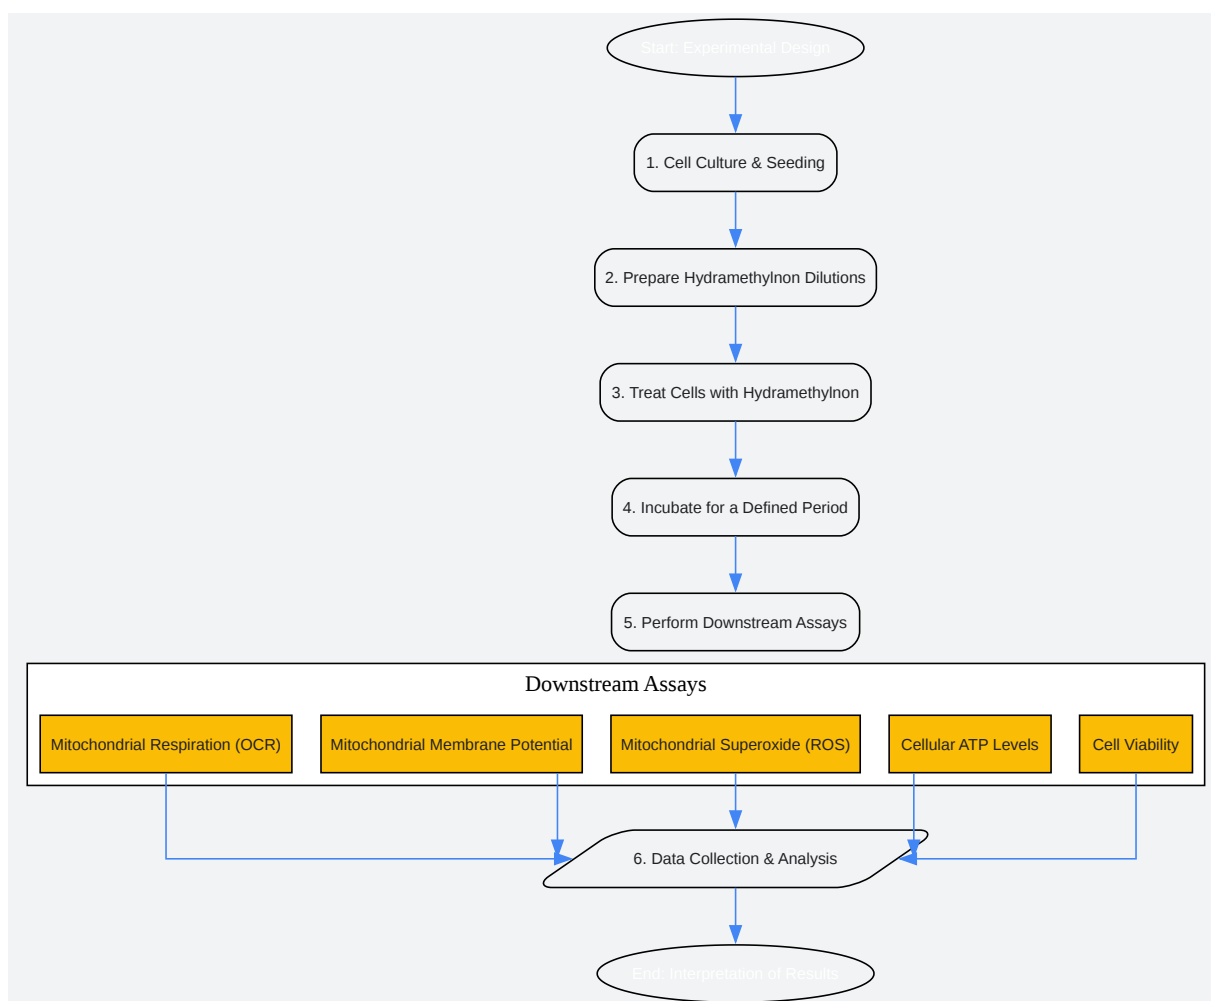 Start: Experimental Design
1. Cell Culture & Seeding
2. Prepare Hydramethylnon Dilutions
3. Treat Cells with Hydramethylnon
4. Incubate for a Defined Period
5. Perform Downstream Assays
Downstream Assays
Mitochondrial Respiration (OCR)
Mitochondrial Membrane Potential
Mitochondrial Superoxide (ROS)
Cellular ATP Levels
Cell Viability
6. Data Collection & Analysis
End: Interpretation of Results